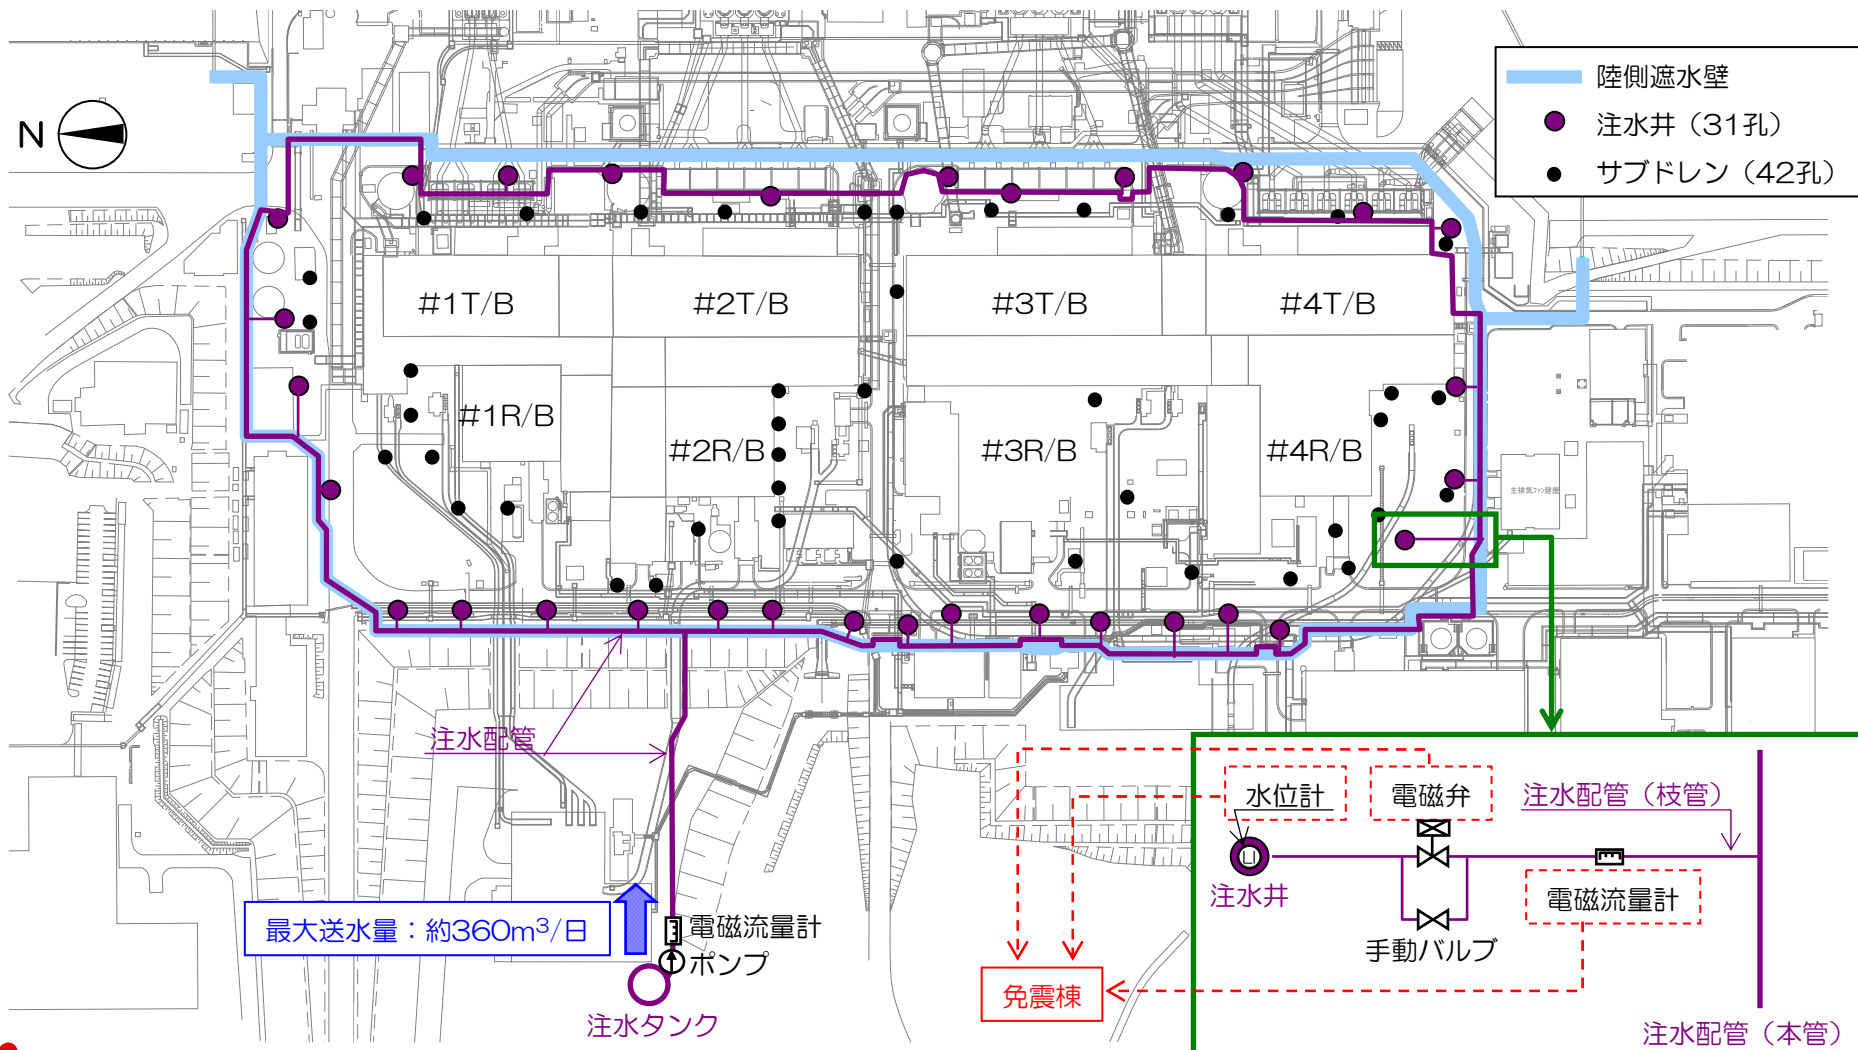 陸側遮水壁
注水井（31孔）
サブドレン（42孔）
N
#1T/B
#2T/B
#3T/B
#4T/B
#1R/B
#2R/B
#3R/B
#4R/B
主排気ファン建屋
注水配管
最大送水量：約360m³/日
電磁流量計
ポンプ
注水タンク
水位計
電磁弁
注水配管（枝管）
注水井
電磁流量計
手動バルブ
免震棟
注水配管（本管）